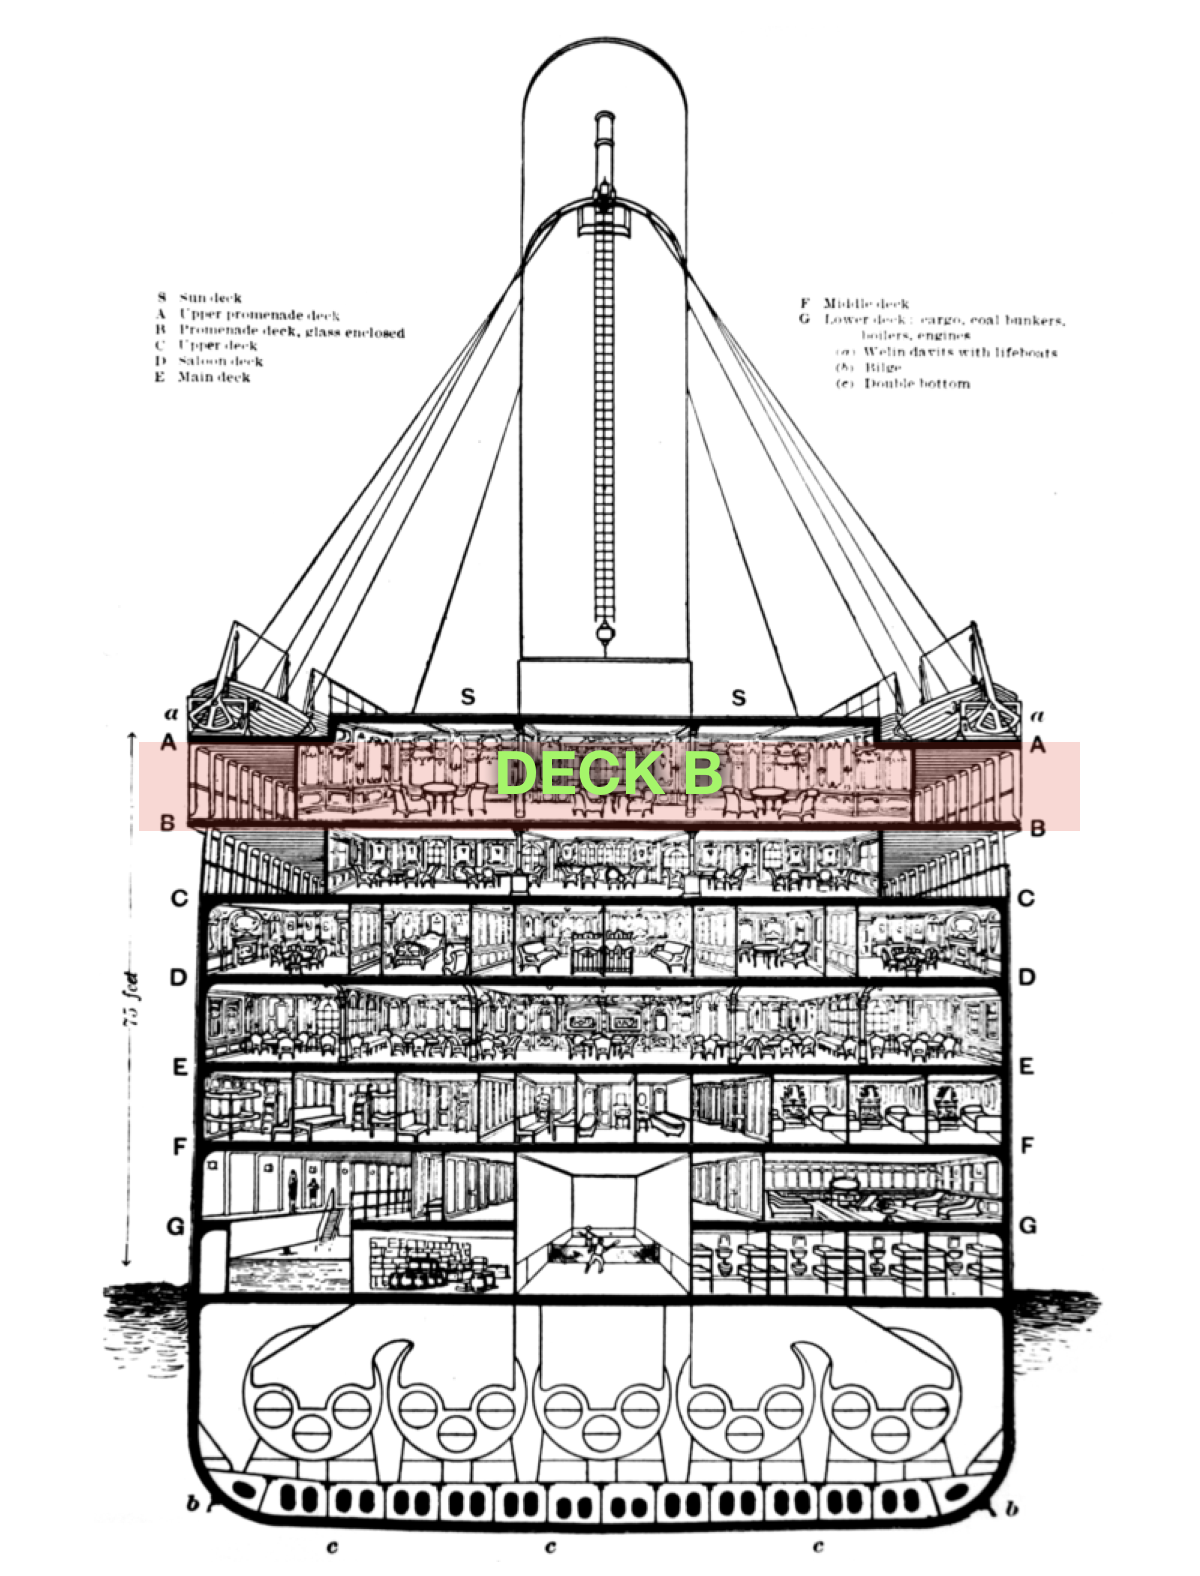 S Sun deck
A Upper promenade deck
B Promenade deck, glass enclosed
C Upper deck
D Saloon deck
E Main deck
F Middle deck
G Lower deck: cargo, coal bunkers,
boilers, engines
(a) Welin davits with lifeboats
(b) Bilge
(c) Double bottom
S S
a a
A A
DECK B
B B
C C
D D
75 feet
E E
F F
G G
b b
c c c